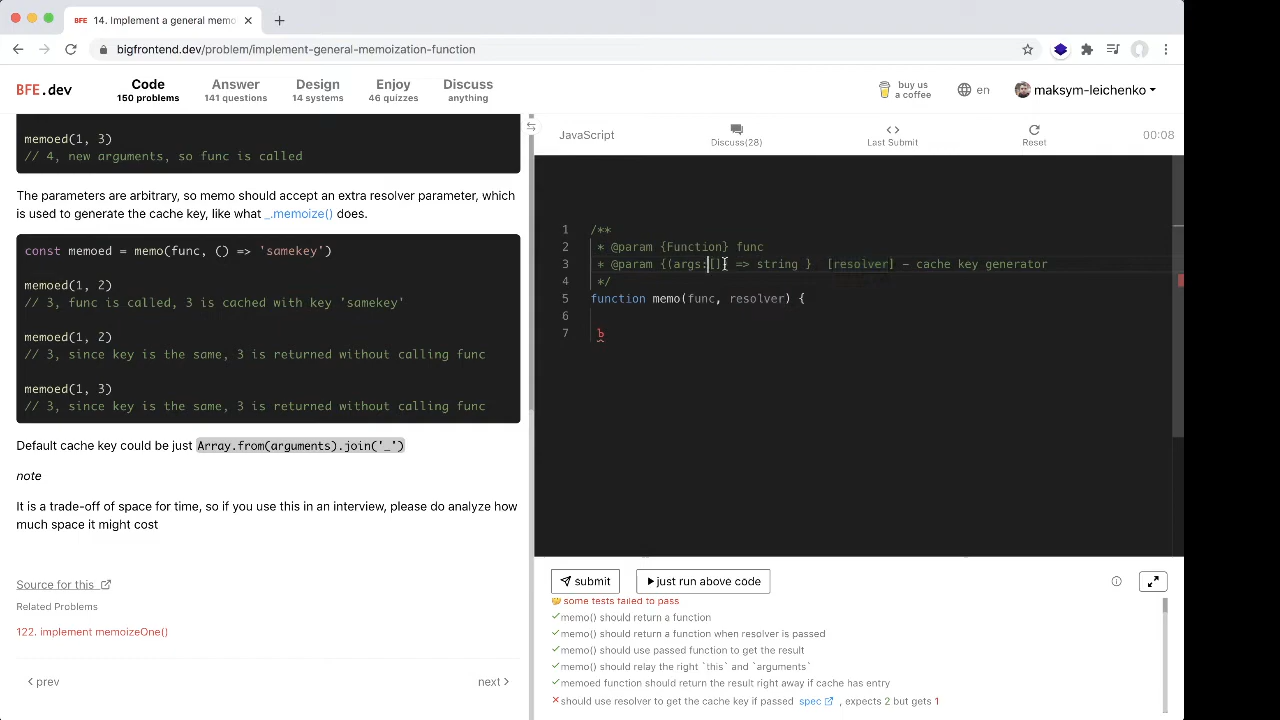 14. Implement a general memo
bigfrontend.dev/problem/implement-general-memoization-function
BFE.dev
Code
150 problems
Answer
141 questions
Design
14 systems
Enjoy
46 quizzes
Discuss
anything
buy us
a coffee
en
maksym-leichenko
memoed(1, 3)
// 4, new arguments, so func is called
The parameters are arbitrary, so memo should accept an extra resolver parameter, which
is used to generate the cache key, like what _.memoize() does.
const memoed = memo(func, () => 'samekey')
memoed(1, 2)
// 3, func is called, 3 is cached with key 'samekey'
memoed(1, 2)
// 3, since key is the same, 3 is returned without calling func
memoed(1, 3)
// 3, since key is the same, 3 is returned without calling func
Default cache key could be just Array.from(arguments).join('_')
note
It is a trade-off of space for time, so if you use this in an interview, please do analyze how
much space it might cost
Source for this
Related Problems
122. implement memoizeOne()
prev
next
JavaScript
Discuss(28)
Last Submit
Reset
00:08
1 /**
2 * @param {Function} func
3 * @param {(args:[]) => string } [resolver] - cache key generator
4 */
5 function memo(func, resolver) {
6
7 b
submit
just run above code
some tests failed to pass
memo() should return a function
memo() should return a function when resolver is passed
memo() should use passed function to get the result
memo() should relay the right `this` and `arguments`
memoed function should return the result right away if cache has entry
should use resolver to get the cache key if passed spec , expects 2 but gets 1